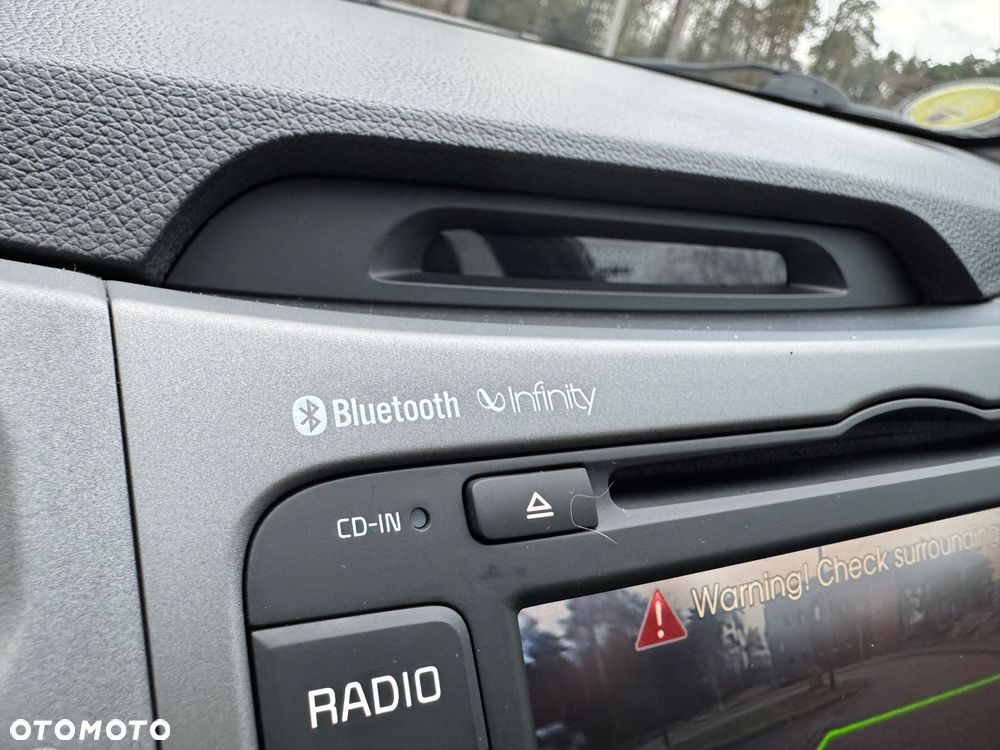 Bluetooth Infinity
CD-IN
Warning! Check surrounding
RADIO
OTOMOTO